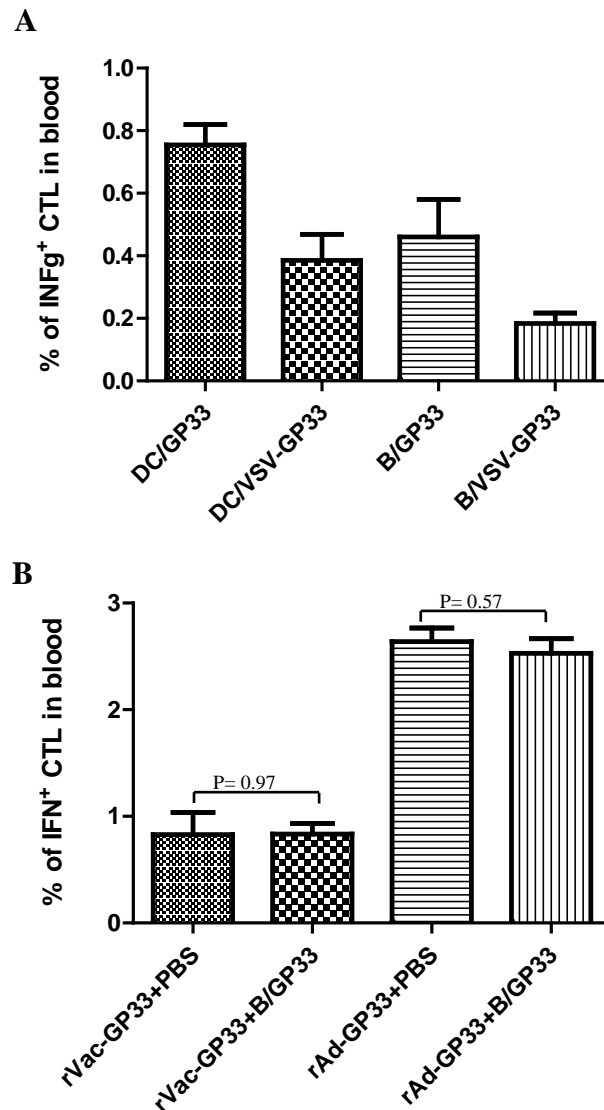 A
% of INFg+ CTL in blood
1.0
0.8
0.6
0.4
0.2
0.0
DC/GP33
DC/VSV-GP33
B/GP33
B/VSV-GP33
B
% of IFN+ CTL in blood
3
2
1
0
P= 0.97
P= 0.57
rVac-GP33+PBS
rVac-GP33+B/GP33
rAd-GP33+PBS
rAd-GP33+B/GP33